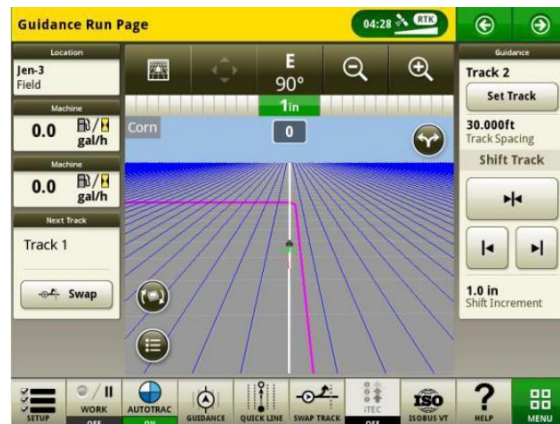 Guidance Run Page
04:28
RTK
Location
Jen-3
Field
Machine
0.0
gal/h
Machine
0.0
gal/h
Next Track
Track 1
Swap
E
90°
1in
0
Corn
Guidance
Track 2
Set Track
30.000ft
Track Spacing
Shift Track
1.0 in
Shift Increment
SETUP
WORK
OFF
AUTOTRAC
ON
GUIDANCE
QUICK LINE
SWAP TRACK
iTEC
OFF
ISO
ISOBUS VT
?
HELP
MENU